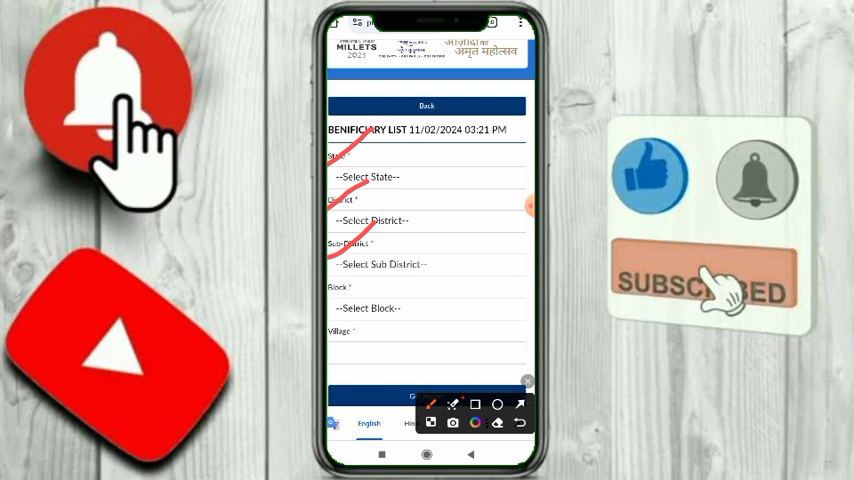 MILLETS
2023
आज़ादी का
अमृत महोत्सव
Back
BENIFICIARY LIST 11/02/2024 03:21 PM
State *
--Select State--
District *
--Select District--
Sub-District *
--Select Sub District--
Block *
--Select Block--
Village *
English
SUBSCRIBED